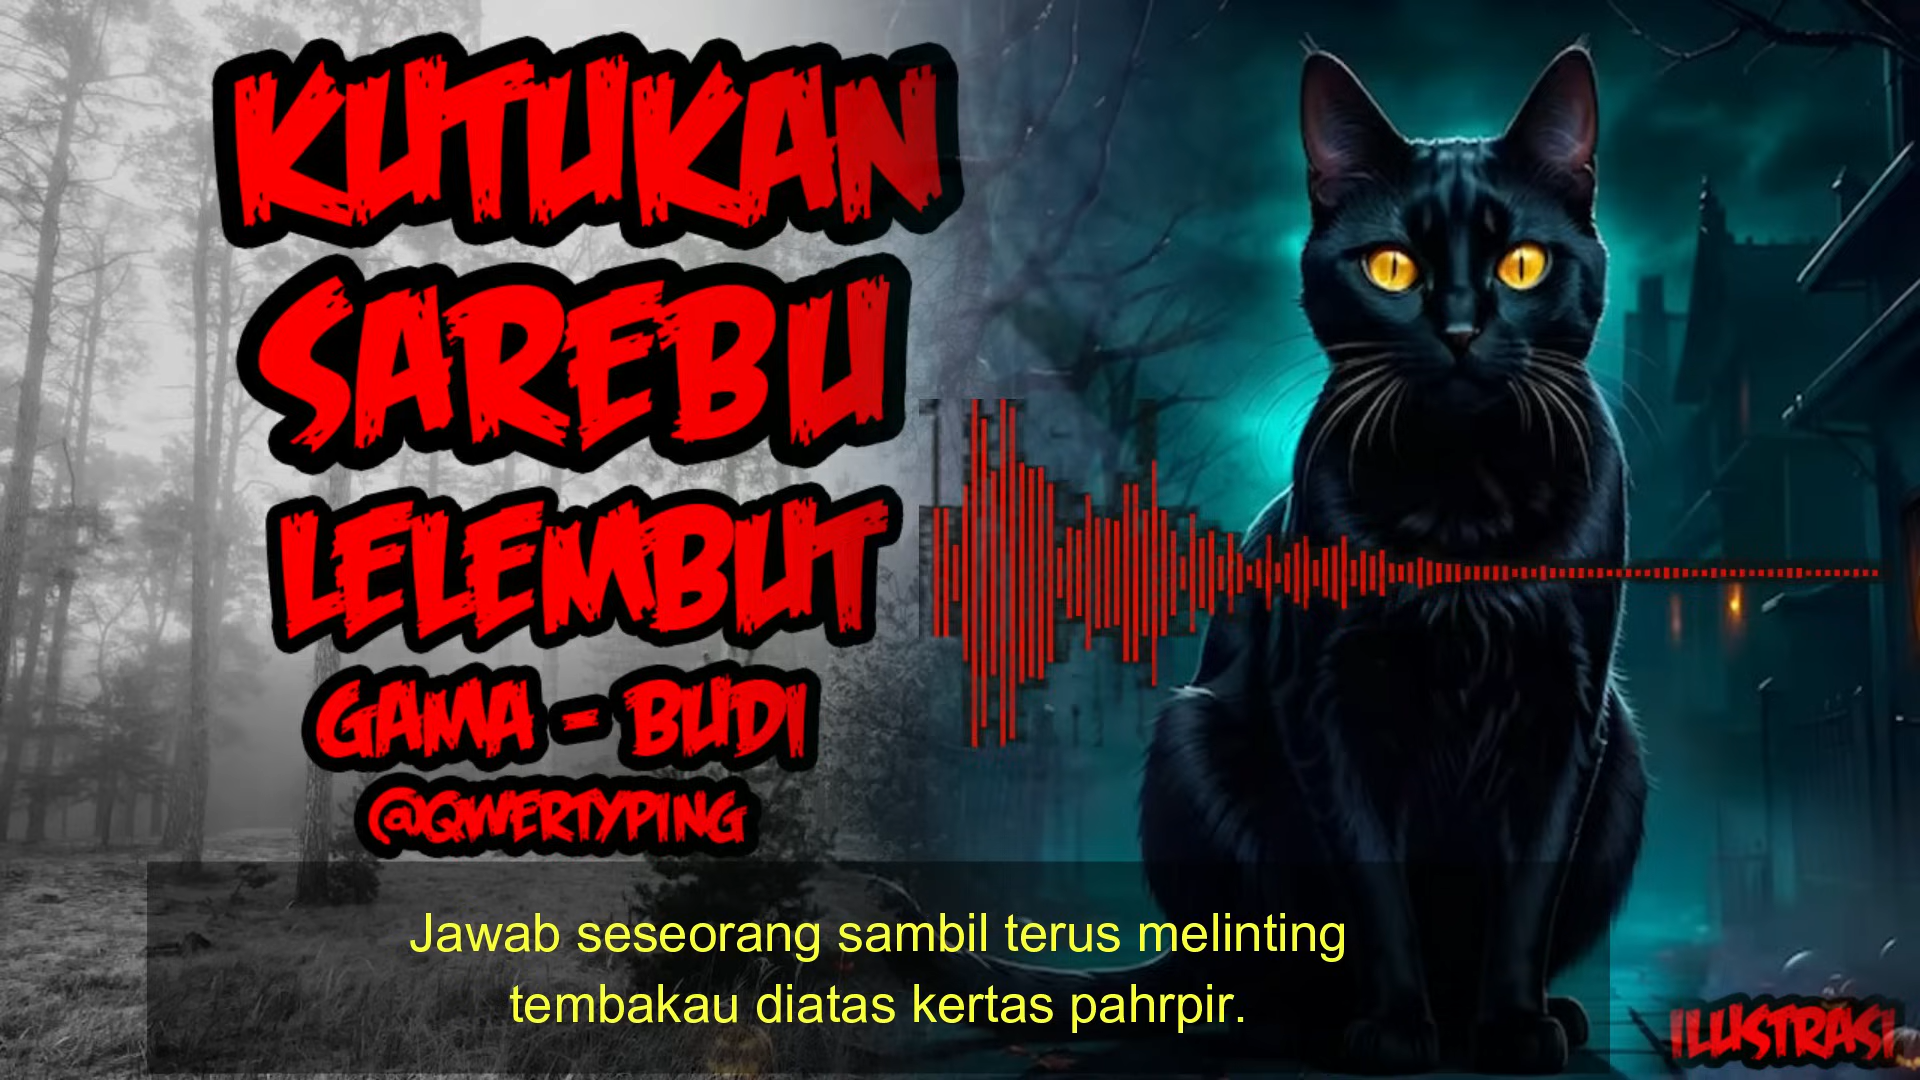 KUTUKAN
SAREBU
LELEMBUT
GAMA - BUDI
@QWERTYPING
Jawab seseorang sambil terus melinting
tembakau diatas kertas pahrpir.
ILUSTRASI